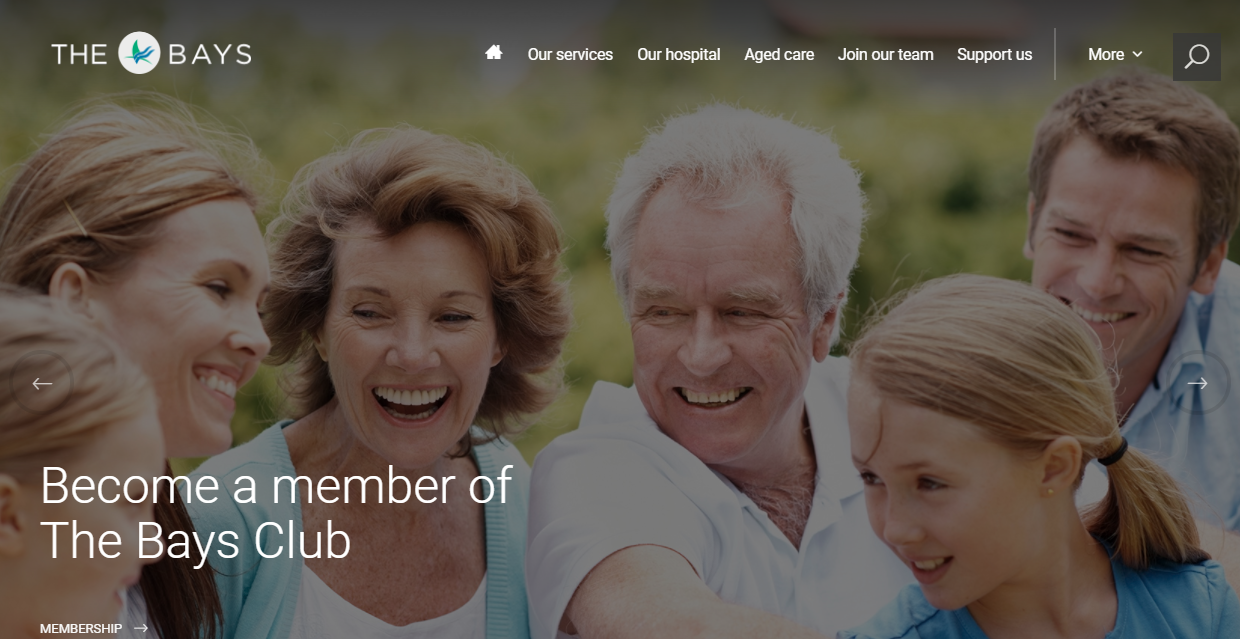 THE BAYS
Our services
Our hospital
Aged care
Join our team
Support us
More
Become a member of
The Bays Club
MEMBERSHIP